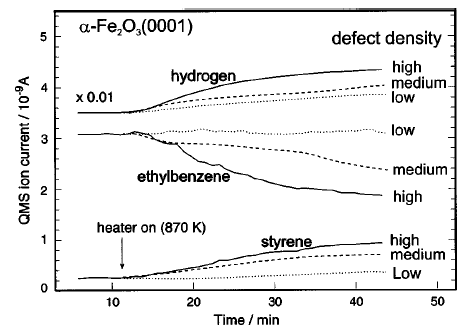 α-Fe₂O₃(0001)
defect density
hydrogen
high
medium
low
x 0.01
low
medium
high
ethylbenzene
heater on (870 K)
styrene
high
medium
Low
QMS ion current / 10⁻⁹A
5
4
3
2
1
0
10
20
30
40
50
Time / min